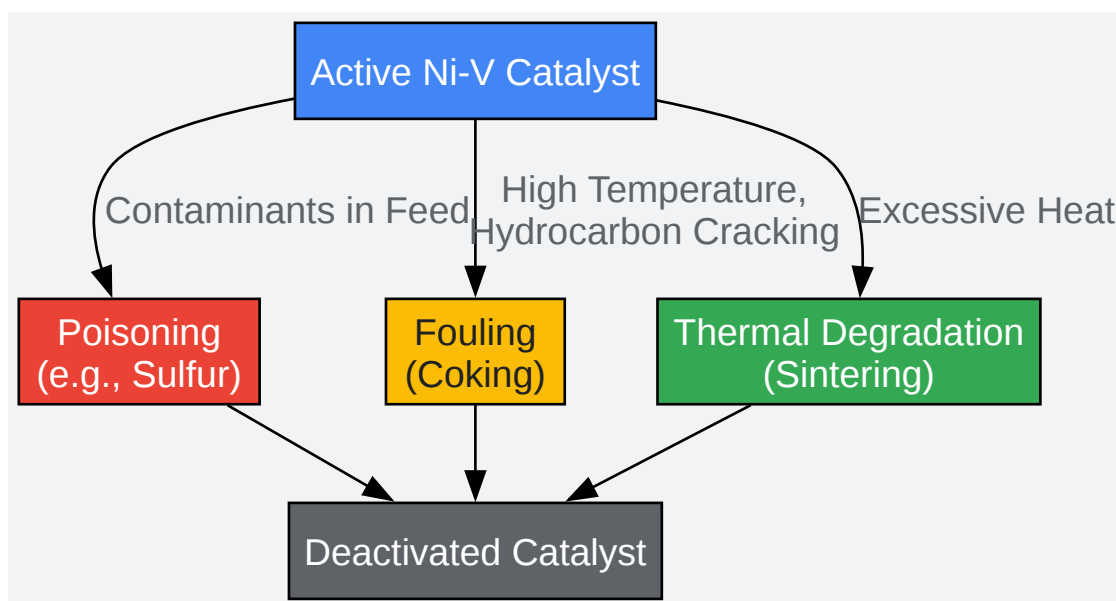 Active Ni-V Catalyst
Contaminants in Feed
High Temperature,
Hydrocarbon Cracking
Excessive Heat
Poisoning
(e.g., Sulfur)
Fouling
(Coking)
Thermal Degradation
(Sintering)
Deactivated Catalyst